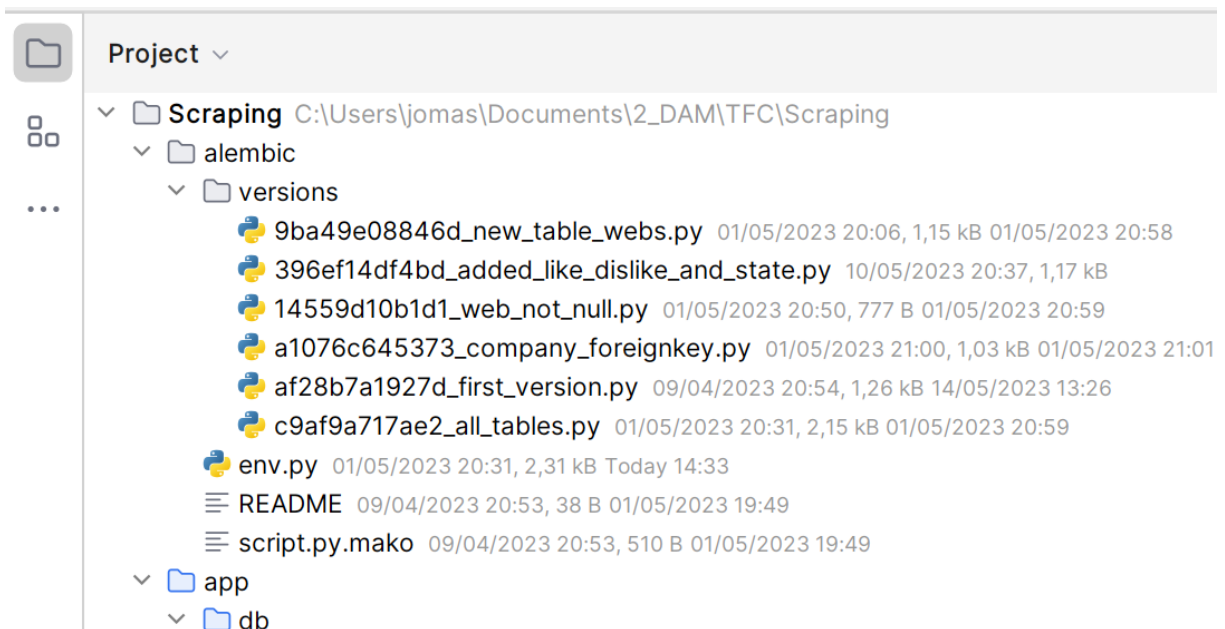 Project
Scraping C:\Users\jomas\Documents\2_DAM\TFC\Scraping
alembic
versions
9ba49e08846d_new_table_webs.py 01/05/2023 20:06, 1,15 kB 01/05/2023 20:58
396ef14df4bd_added_like_dislike_and_state.py 10/05/2023 20:37, 1,17 kB
14559d10b1d1_web_not_null.py 01/05/2023 20:50, 777 B 01/05/2023 20:59
a1076c645373_company_foreignkey.py 01/05/2023 21:00, 1,03 kB 01/05/2023 21:01
af28b7a1927d_first_version.py 09/04/2023 20:54, 1,26 kB 14/05/2023 13:26
c9af9a717ae2_all_tables.py 01/05/2023 20:31, 2,15 kB 01/05/2023 20:59
env.py 01/05/2023 20:31, 2,31 kB Today 14:33
README 09/04/2023 20:53, 38 B 01/05/2023 19:49
script.py.mako 09/04/2023 20:53, 510 B 01/05/2023 19:49
app
db